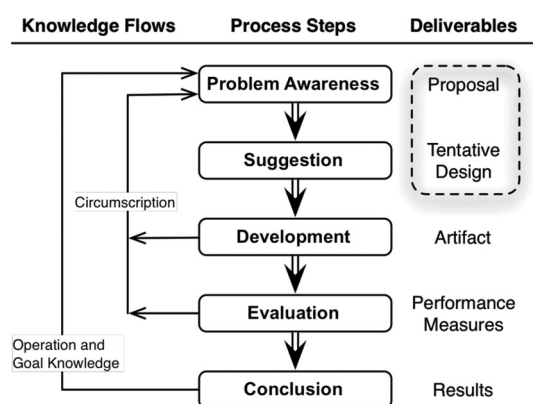 Knowledge Flows Process Steps Deliverables
Problem Awareness Proposal
Suggestion Tentative
Design
Circumscription
Development Artifact
Evaluation Performance
Measures
Operation and
Goal Knowledge
Conclusion Results